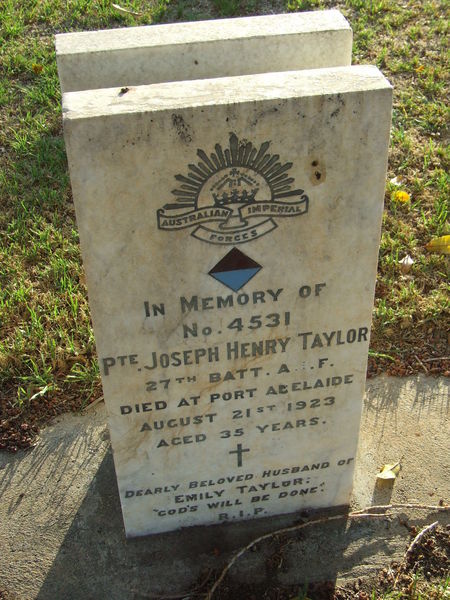 AUSTRALIAN IMPERIAL
FORCES
IN MEMORY OF
No. 4531
PTE. JOSEPH HENRY TAYLOR
27TH BATT. A. .F.
DIED AT PORT ADELAIDE
AUGUST 21ST 1923
AGED 35 YEARS.
DEARLY BELOVED HUSBAND OF
EMILY TAYLOR:
"GOD'S WILL BE DONE".
R.I.P.